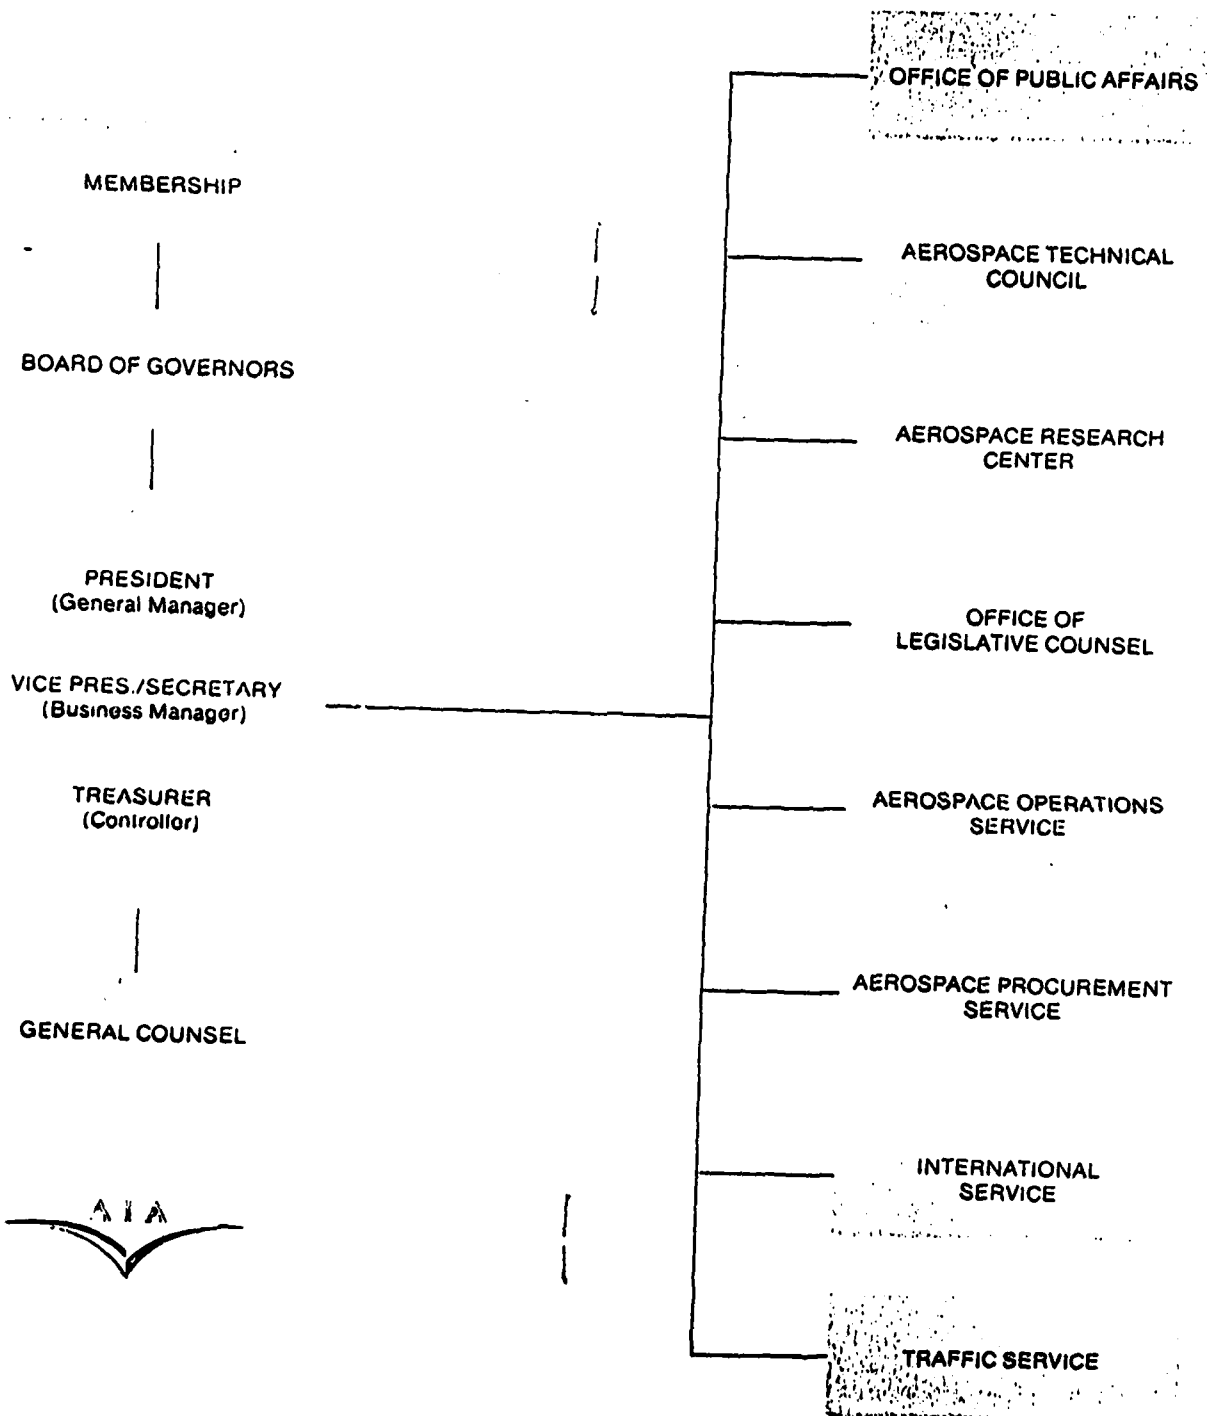 MEMBERSHIP
BOARD OF GOVERNORS
PRESIDENT
(General Manager)
VICE PRES./SECRETARY
(Business Manager)
TREASURER
(Controller)
GENERAL COUNSEL
AIA
OFFICE OF PUBLIC AFFAIRS
AEROSPACE TECHNICAL
COUNCIL
AEROSPACE RESEARCH
CENTER
OFFICE OF
LEGISLATIVE COUNSEL
AEROSPACE OPERATIONS
SERVICE
AEROSPACE PROCUREMENT
SERVICE
INTERNATIONAL
SERVICE
TRAFFIC SERVICE